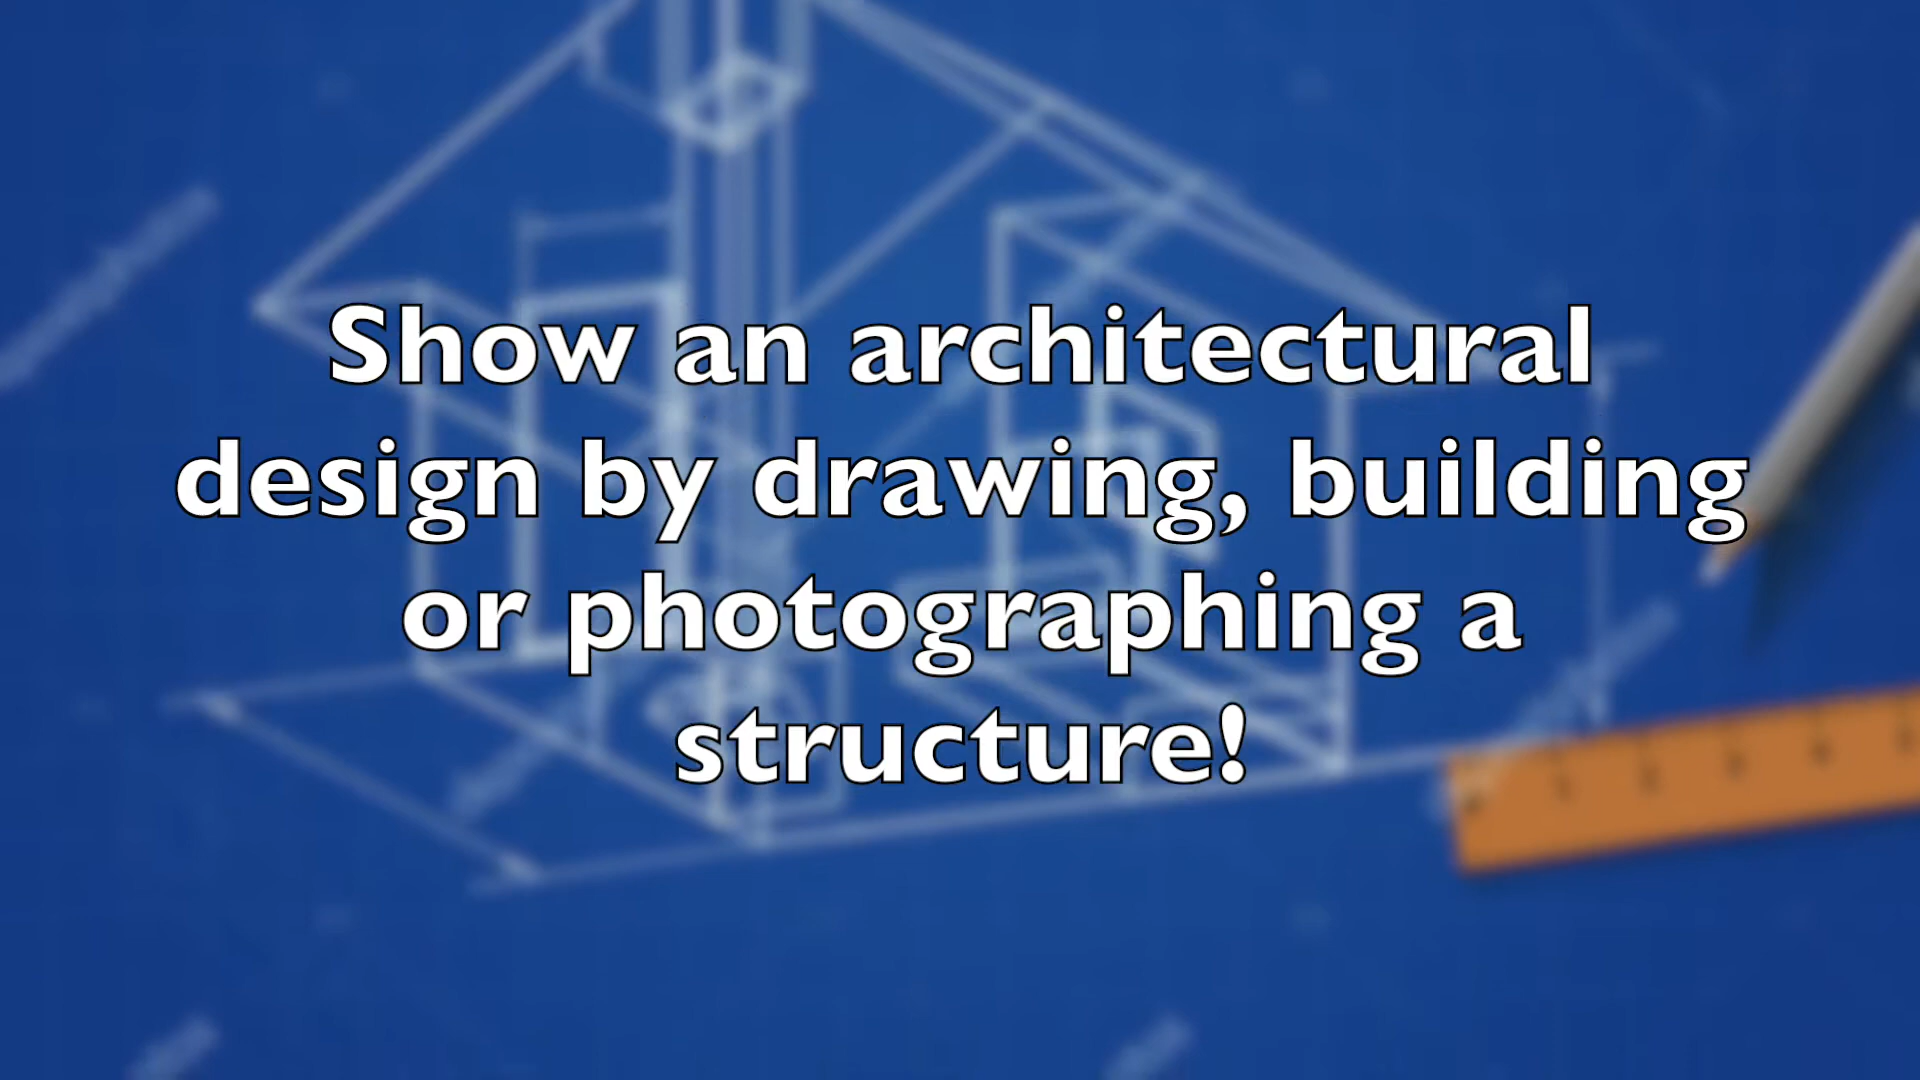 Show an architectural
design by drawing, building
or photographing a
structure!